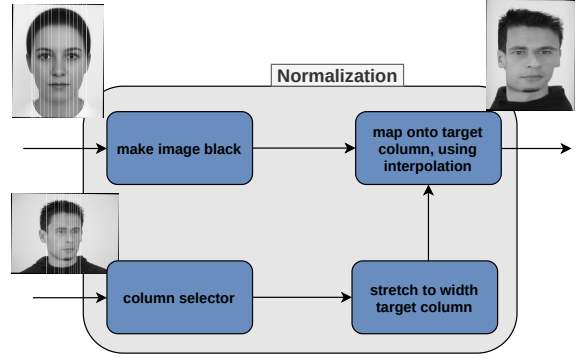 Normalization
make image black
map onto target
column, using
interpolation
column selector
stretch to width
target column